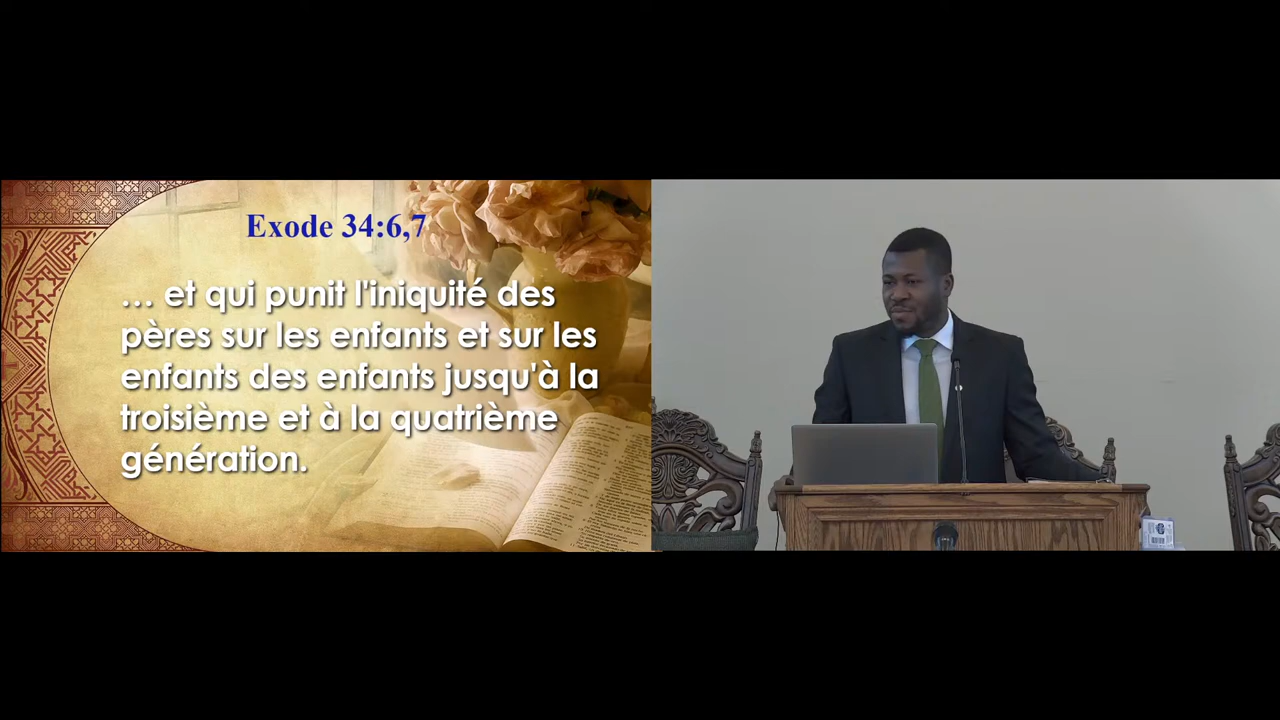 Exode 34:6,7
... et qui punit l'iniquité des
pères sur les enfants et sur les
enfants des enfants jusqu'à la
troisième et à la quatrième
génération.